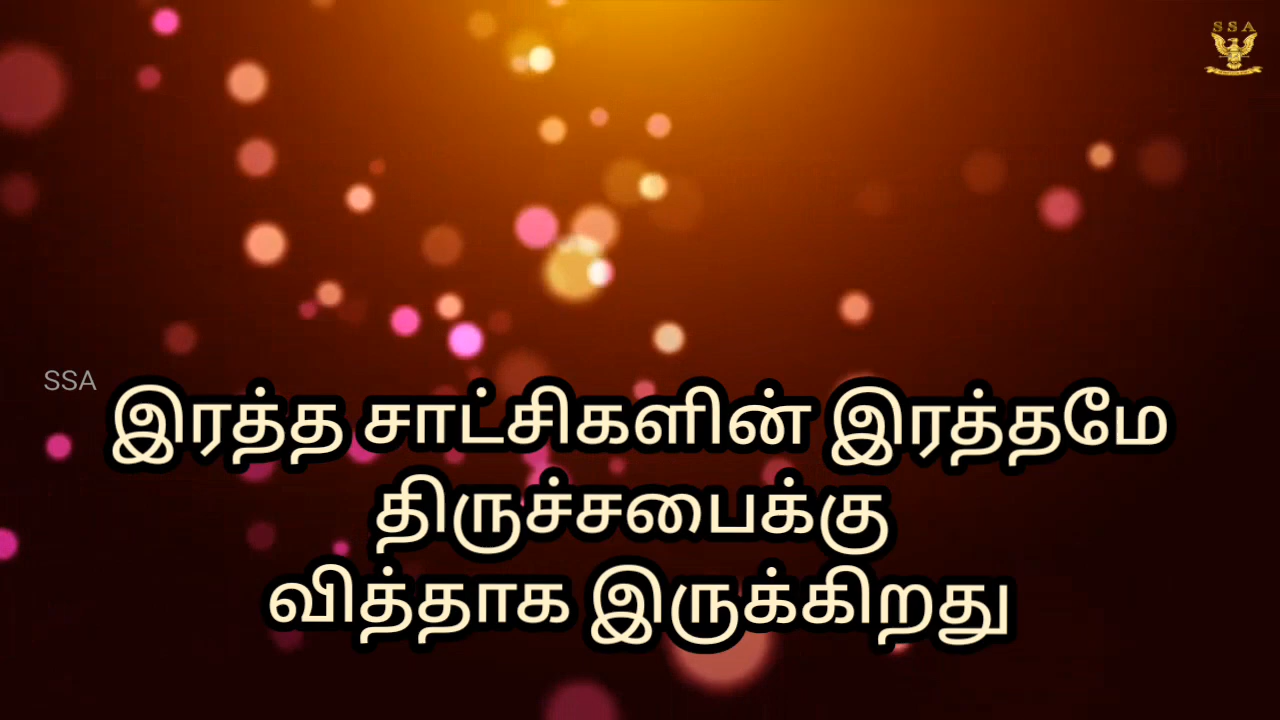 SSA
SSA
இரத்த சாட்சிகளின் இரத்தமே
திருச்சபைக்கு
வித்தாக இருக்கிறது